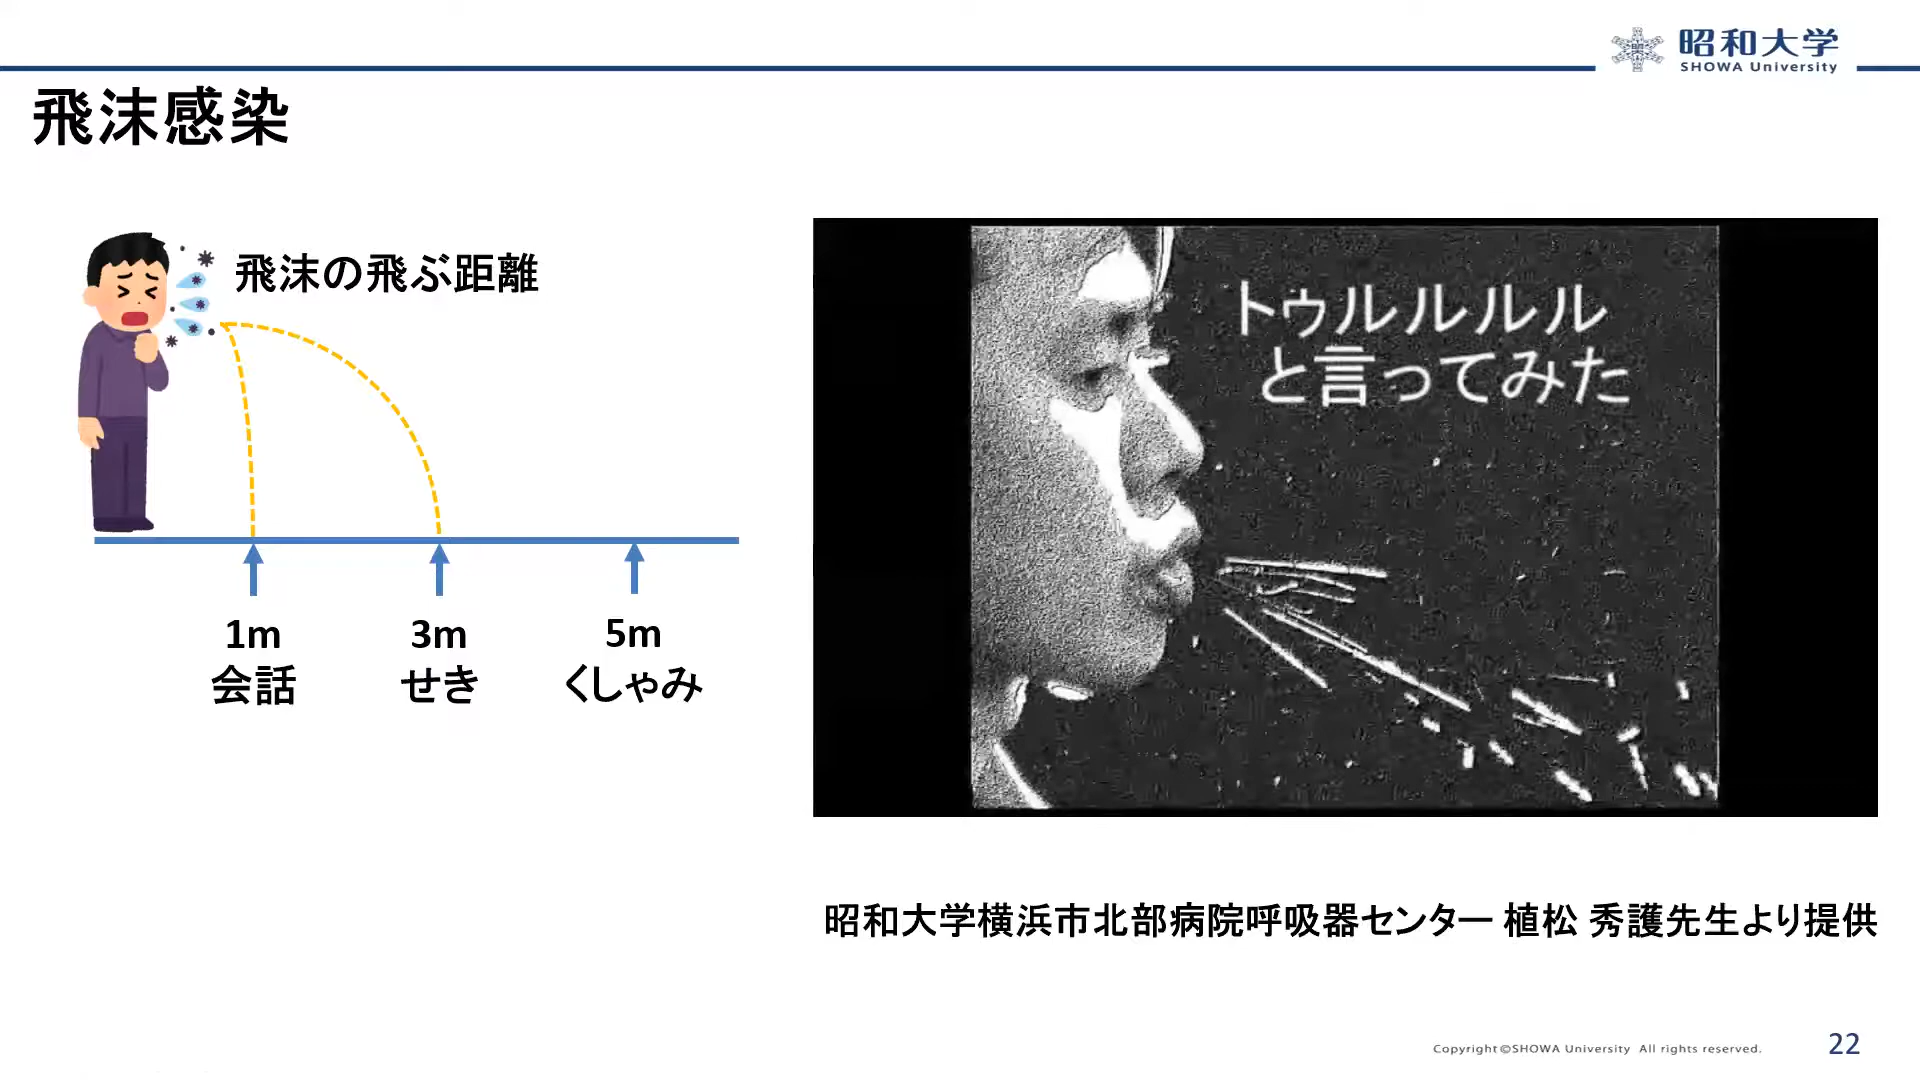 昭和大学
SHOWA University
飛沫感染
飛沫の飛ぶ距離
1m
会話
3m
せき
5m
くしゃみ
トゥルルルル
と言ってみた
昭和大学横浜市北部病院呼吸器センター 植松 秀護先生より提供
Copyright©SHOWA University All rights reserved.
22